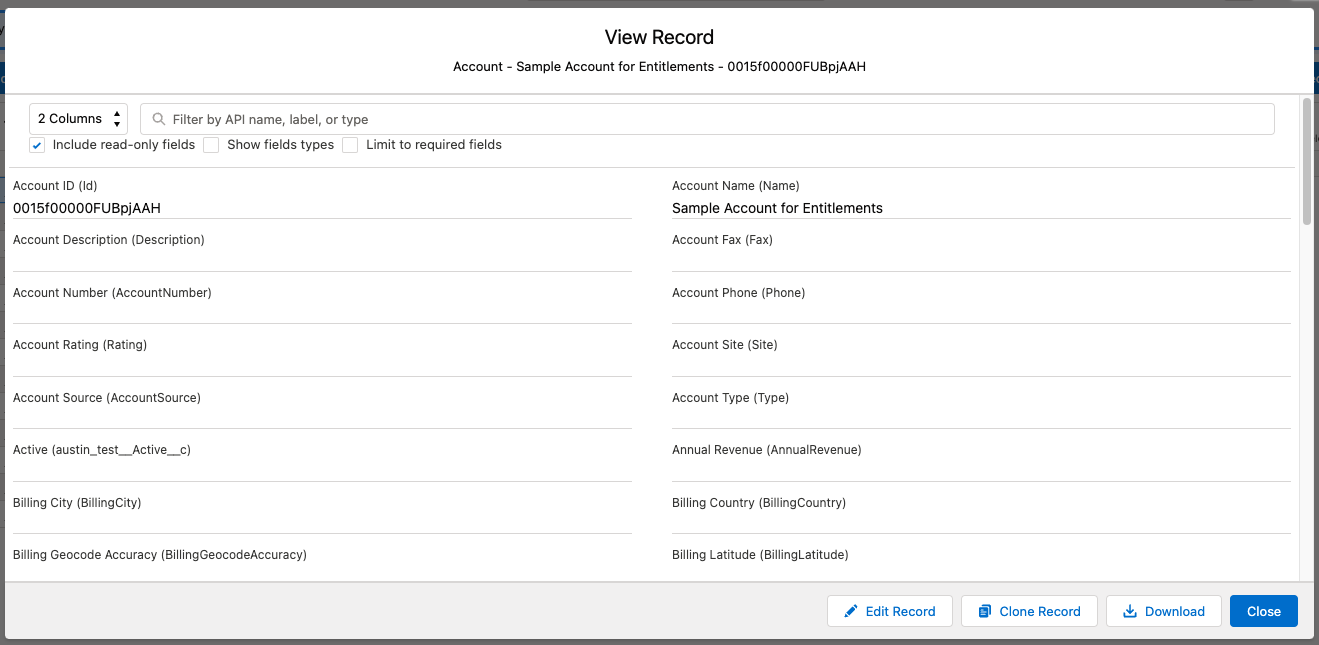 View Record
Account - Sample Account for Entitlements - 0015f00000FUBpjAAH
2 Columns
Filter by API name, label, or type
Include read-only fields Show fields types Limit to required fields
Account ID (Id)
0015f00000FUBpjAAH
Account Name (Name)
Sample Account for Entitlements
Account Description (Description)
Account Fax (Fax)
Account Number (AccountNumber)
Account Phone (Phone)
Account Rating (Rating)
Account Site (Site)
Account Source (AccountSource)
Account Type (Type)
Active (austin_test__Active__c)
Annual Revenue (AnnualRevenue)
Billing City (BillingCity)
Billing Country (BillingCountry)
Billing Geocode Accuracy (BillingGeocodeAccuracy)
Billing Latitude (BillingLatitude)
Edit Record
Clone Record
Download
Close